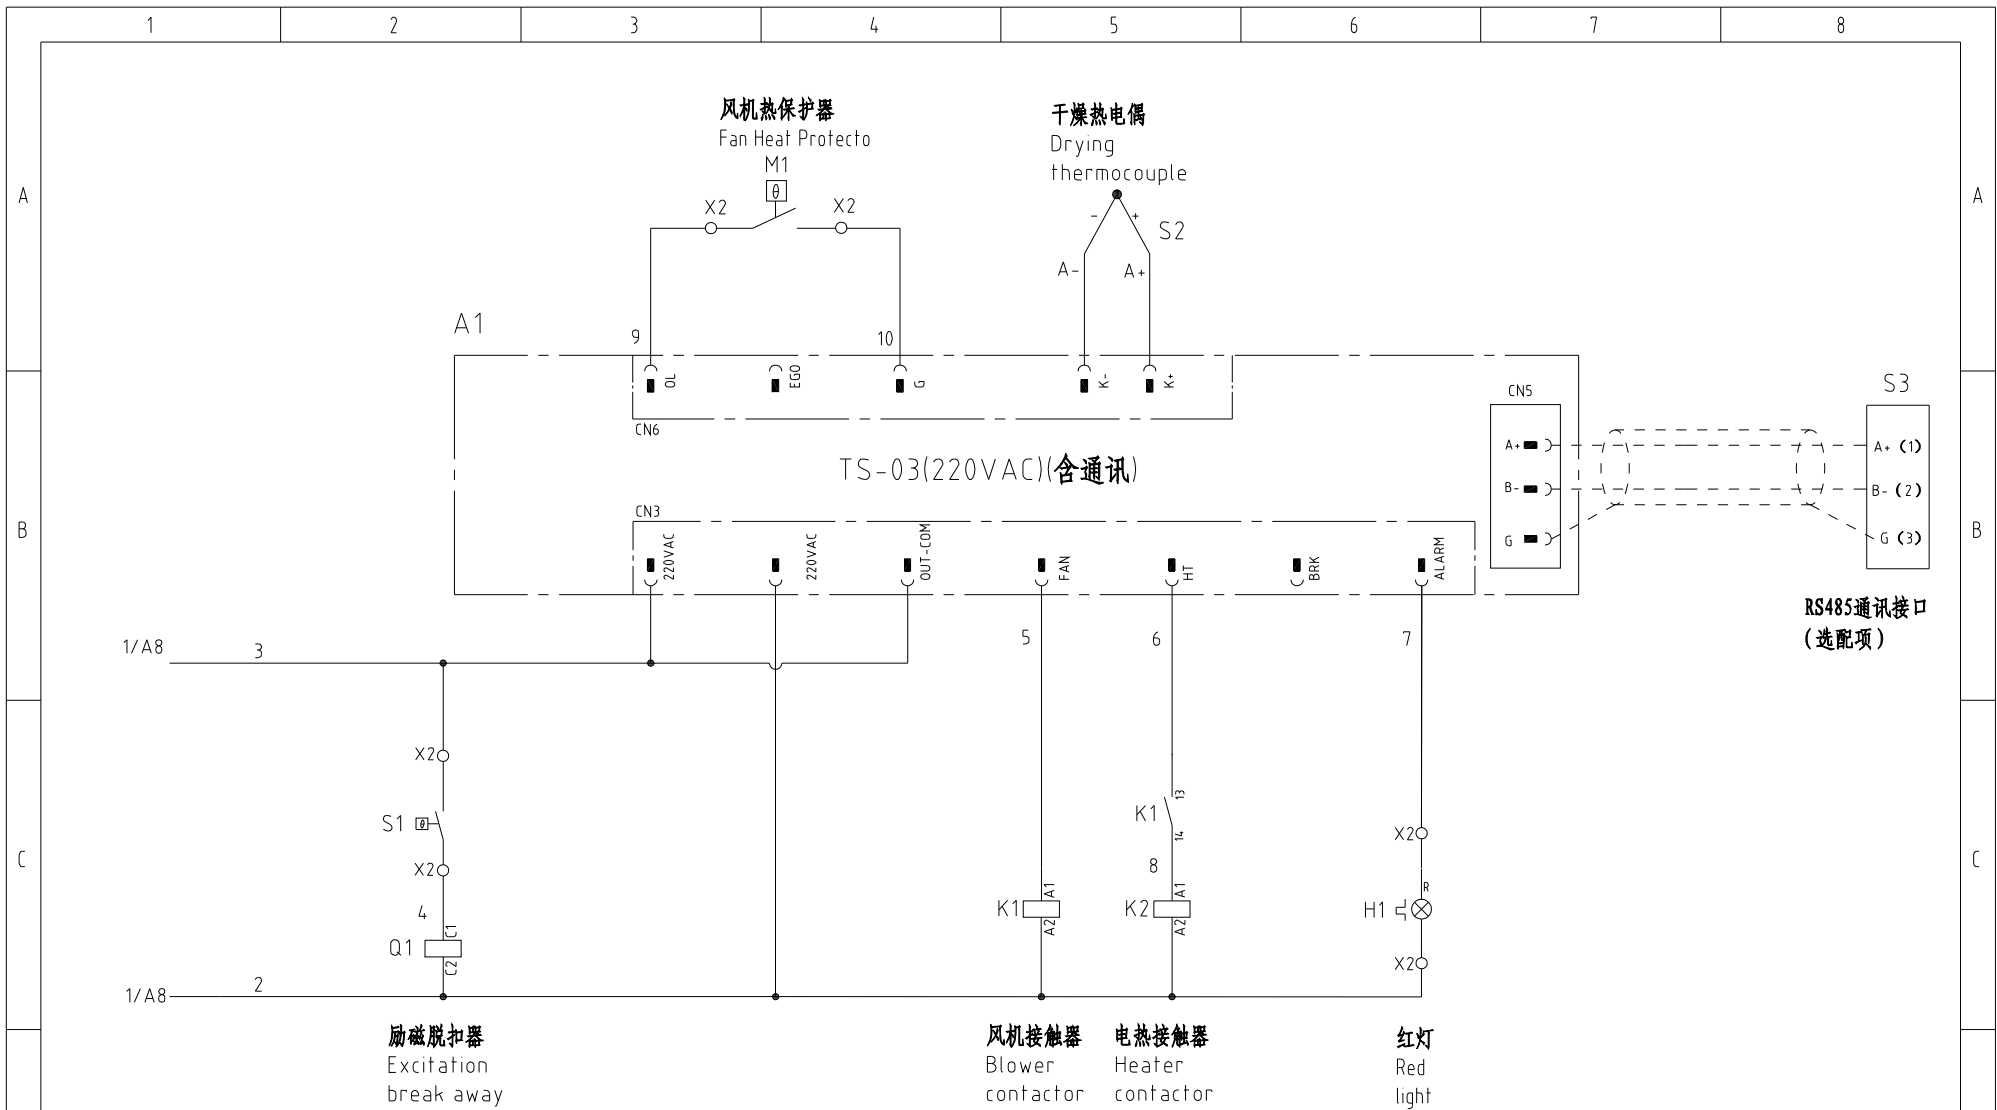 1 2 3 4 5 6 7 8
风机热保护器
Fan Heat Protecto
M1
θ
X2
X2
干燥热电偶
Drying
thermocouple
-
+
S2
A-
A+
A
A
A1
9
10
OL
EGO
G
K-
K+
CN6
TS-03(220VAC)(含通讯)
CN3
220VAC
220VAC
OUT-COM
FAN
HT
BRK
ALARM
CN5
A+
B-
G
S3
A+ (1)
B- (2)
G (3)
RS485通讯接口
(选配项)
B
B
1/A8
3
5
6
7
X2
S1
θ
X2
4
Q1
C1
C2
K1
13
14
8
K1
A1
A2
K2
A1
A2
X2
R
H1
X2
C
C
1/A8
2
励磁脱扣器
Excitation
break away
风机接触器
Blower
contactor
电热接触器
Heater
contactor
红灯
Red
light